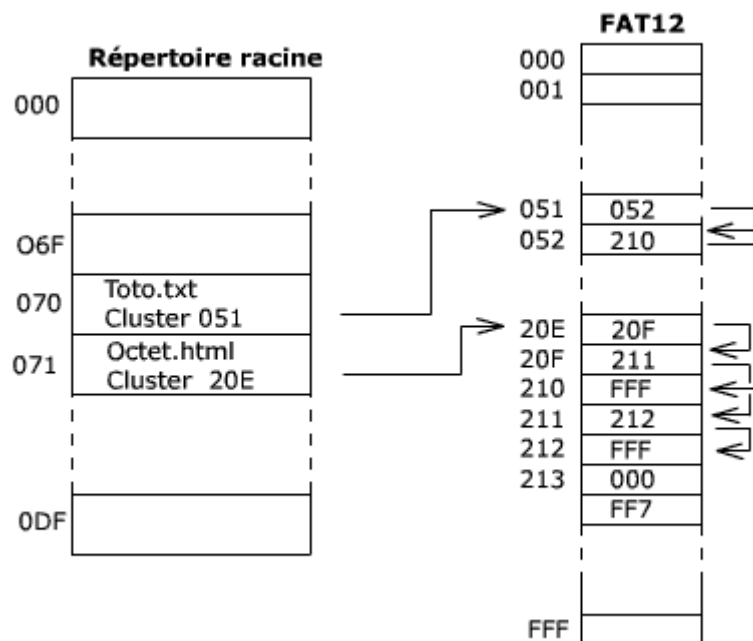 Répertoire racine
000
O6F
070
Toto.txt
Cluster 051
071
Octet.html
Cluster 20E
0DF
FAT12
000
001
051 052
052 210
20E 20F
20F 211
210 FFF
211 212
212 FFF
213 000
FF7
FFF